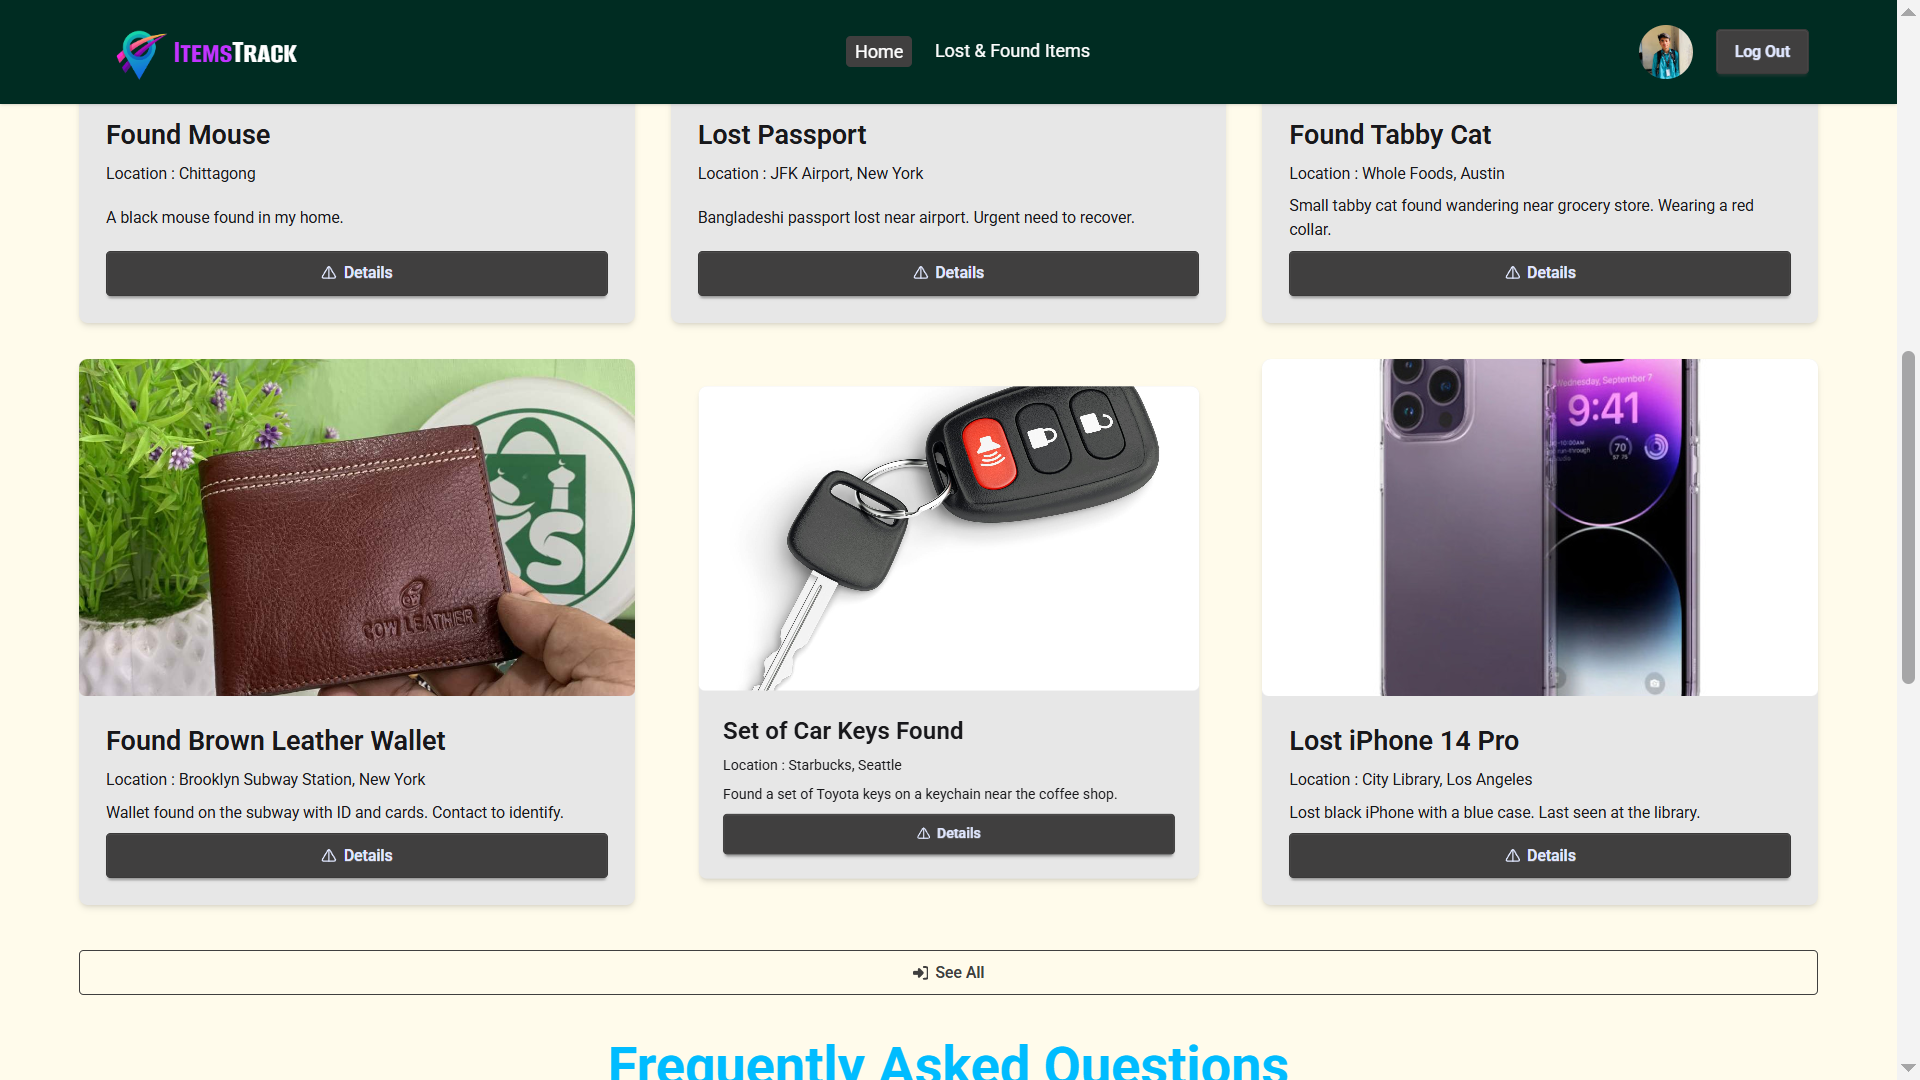 ITEMSTRACK
Home
Lost & Found Items
Log Out
Found Mouse
Location : Chittagong
A black mouse found in my home.
Details
Lost Passport
Location : JFK Airport, New York
Bangladeshi passport lost near airport. Urgent need to recover.
Details
Found Tabby Cat
Location : Whole Foods, Austin
Small tabby cat found wandering near grocery store. Wearing a red
collar.
Details
KS
COW LEATHER
Found Brown Leather Wallet
Location : Brooklyn Subway Station, New York
Wallet found on the subway with ID and cards. Contact to identify.
Details
Set of Car Keys Found
Location : Starbucks, Seattle
Found a set of Toyota keys on a keychain near the coffee shop.
Details
Wednesday, September 7
9:41
70
Lost iPhone 14 Pro
Location : City Library, Los Angeles
Lost black iPhone with a blue case. Last seen at the library.
Details
See All
Frequently Asked Questions